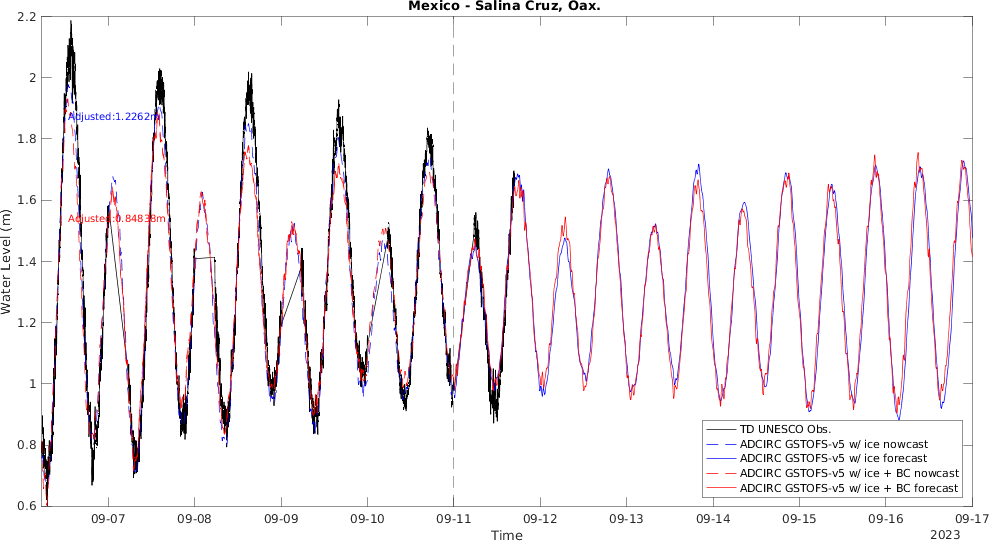 Mexico - Salina Cruz, Oax.
2.2
2
1.8
1.6
1.4
1.2
1
0.8
0.6
Water Level (m)
Adjusted:1.2262m
Adjusted:0.84838m
TD UNESCO Obs.
ADCIRC GSTOFS-v5 w/ ice nowcast
ADCIRC GSTOFS-v5 w/ ice forecast
ADCIRC GSTOFS-v5 w/ ice + BC nowcast
ADCIRC GSTOFS-v5 w/ ice + BC forecast
09-07 09-08 09-09 09-10 09-11 09-12 09-13 09-14 09-15 09-16 09-17
Time
2023